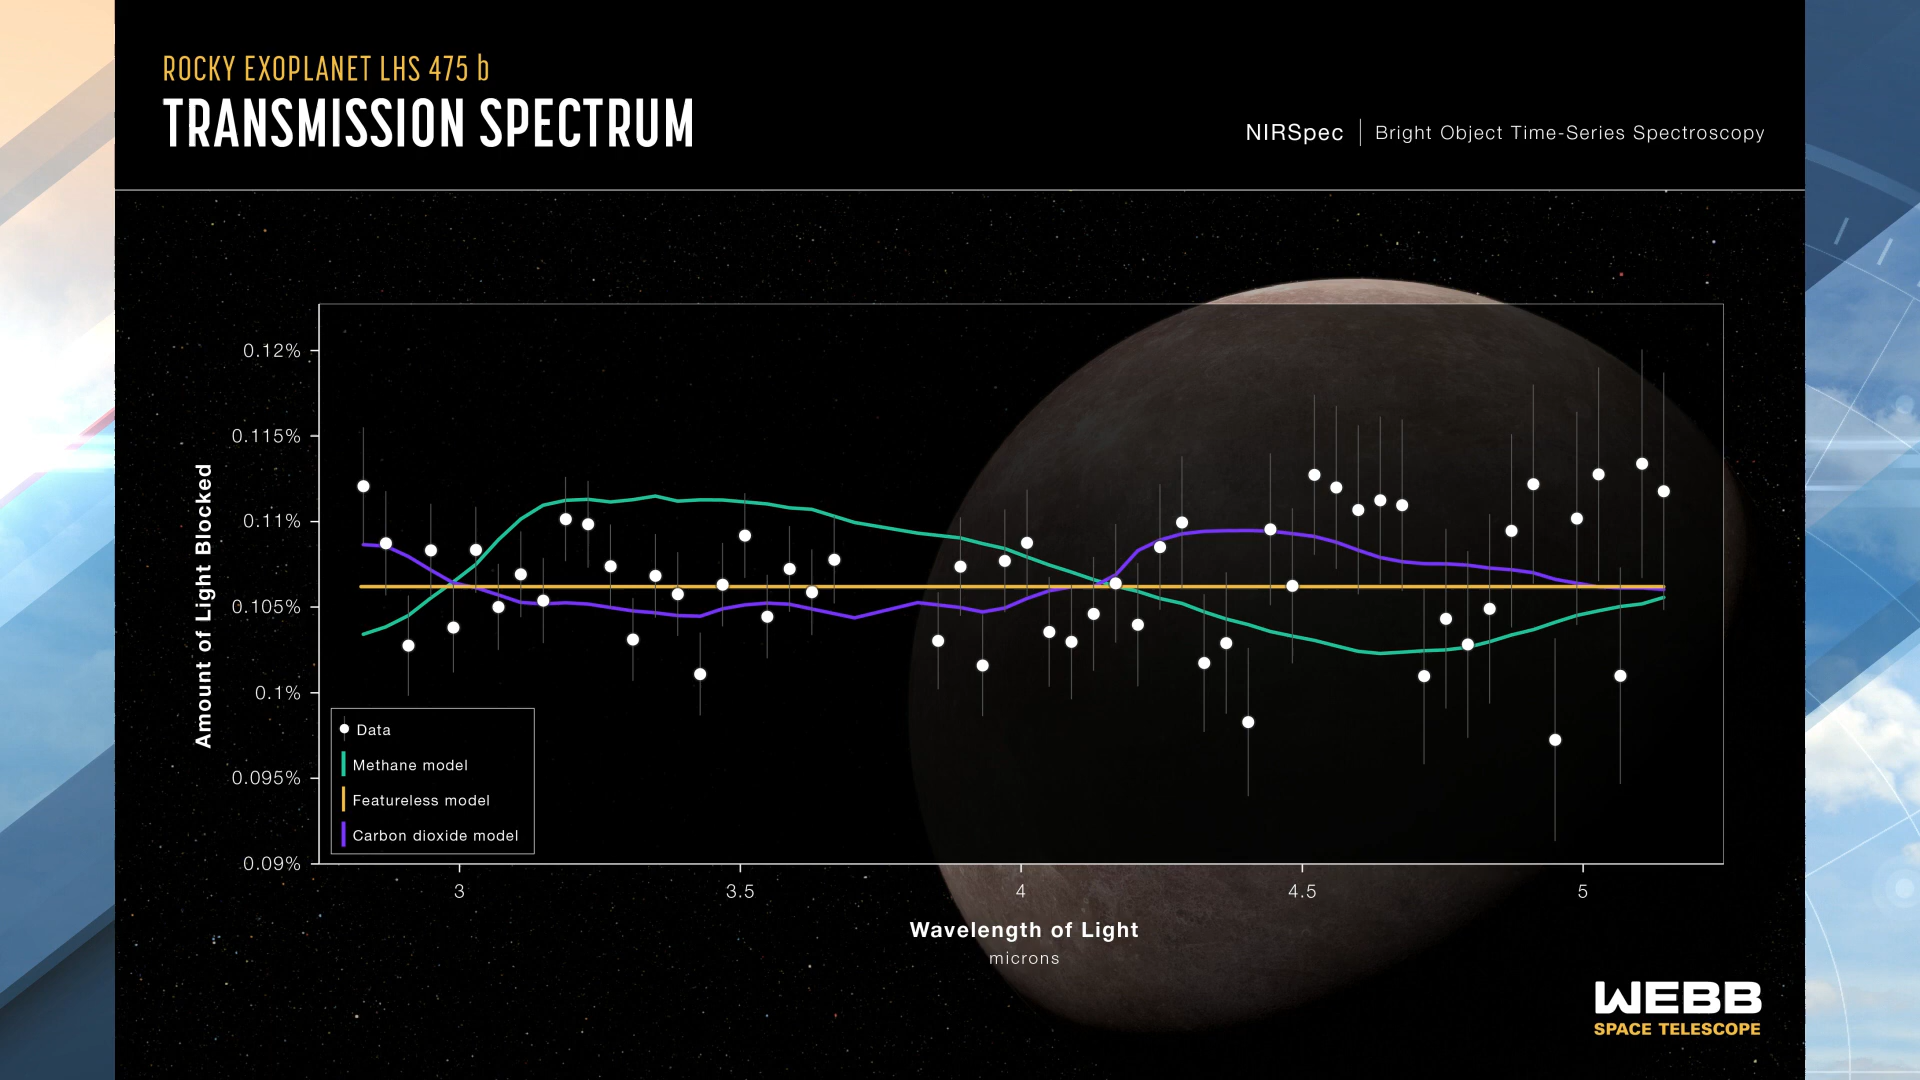 ROCKY EXOPLANET LHS 475 b
TRANSMISSION SPECTRUM
NIRSpec | Bright Object Time-Series Spectroscopy
0.12%
0.115%
0.11%
0.105%
0.1%
0.095%
0.09%
Amount of Light Blocked
Data
Methane model
Featureless model
Carbon dioxide model
3 3.5 4 4.5 5
Wavelength of Light
microns
WEBB
SPACE TELESCOPE